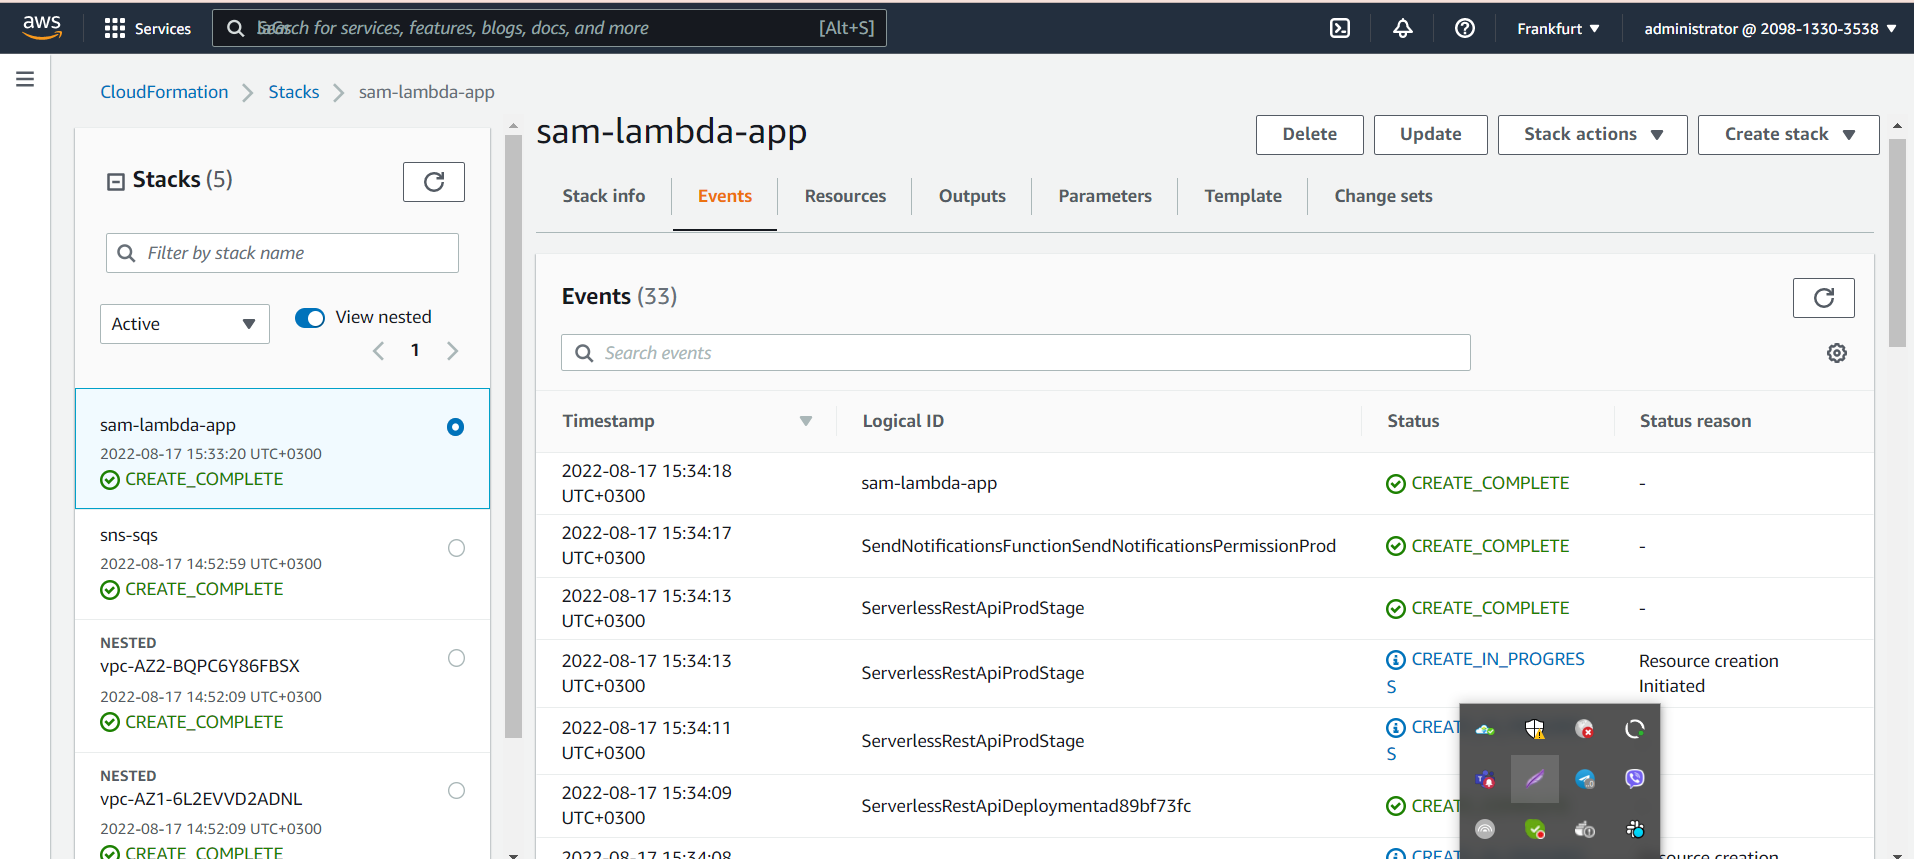 aws
Services
Search for services, features, blogs, docs, and more
[Alt+S]
Frankfurt
administrator @ 2098-1330-3538
CloudFormation
Stacks
sam-lambda-app
Stacks (5)
Filter by stack name
Active
View nested
1
sam-lambda-app
2022-08-17 15:33:20 UTC+0300
CREATE_COMPLETE
sns-sqs
2022-08-17 14:52:59 UTC+0300
CREATE_COMPLETE
NESTED
vpc-AZ2-BQPC6Y86FBSX
2022-08-17 14:52:09 UTC+0300
CREATE_COMPLETE
NESTED
vpc-AZ1-6L2EVVD2ADNL
2022-08-17 14:52:09 UTC+0300
CREATE_COMPLETE
sam-lambda-app
Delete
Update
Stack actions
Create stack
Stack info
Events
Resources
Outputs
Parameters
Template
Change sets
Events (33)
Search events
Timestamp
Logical ID
Status
Status reason
2022-08-17 15:34:18
UTC+0300
sam-lambda-app
CREATE_COMPLETE
-
2022-08-17 15:34:17
UTC+0300
SendNotificationsFunctionSendNotificationsPermissionProd
CREATE_COMPLETE
-
2022-08-17 15:34:13
UTC+0300
ServerlessRestApiProdStage
CREATE_COMPLETE
-
2022-08-17 15:34:13
UTC+0300
ServerlessRestApiProdStage
CREATE_IN_PROGRES
S
Resource creation
Initiated
2022-08-17 15:34:11
UTC+0300
ServerlessRestApiProdStage
CREAT
S
2022-08-17 15:34:09
UTC+0300
ServerlessRestApiDeploymentad89bf73fc
CREAT
2022-08-17 15:34:08
CREAT
source creation